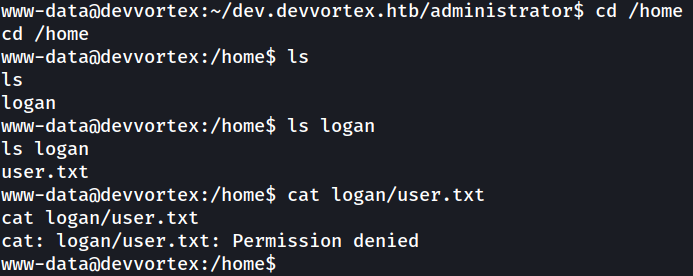 www-data@devvortex:~/dev.devvortex.htb/administrator$ cd /home
cd /home
www-data@devvortex:/home$ ls
ls
logan
www-data@devvortex:/home$ ls logan
ls logan
user.txt
www-data@devvortex:/home$ cat logan/user.txt
cat logan/user.txt
cat: logan/user.txt: Permission denied
www-data@devvortex:/home$